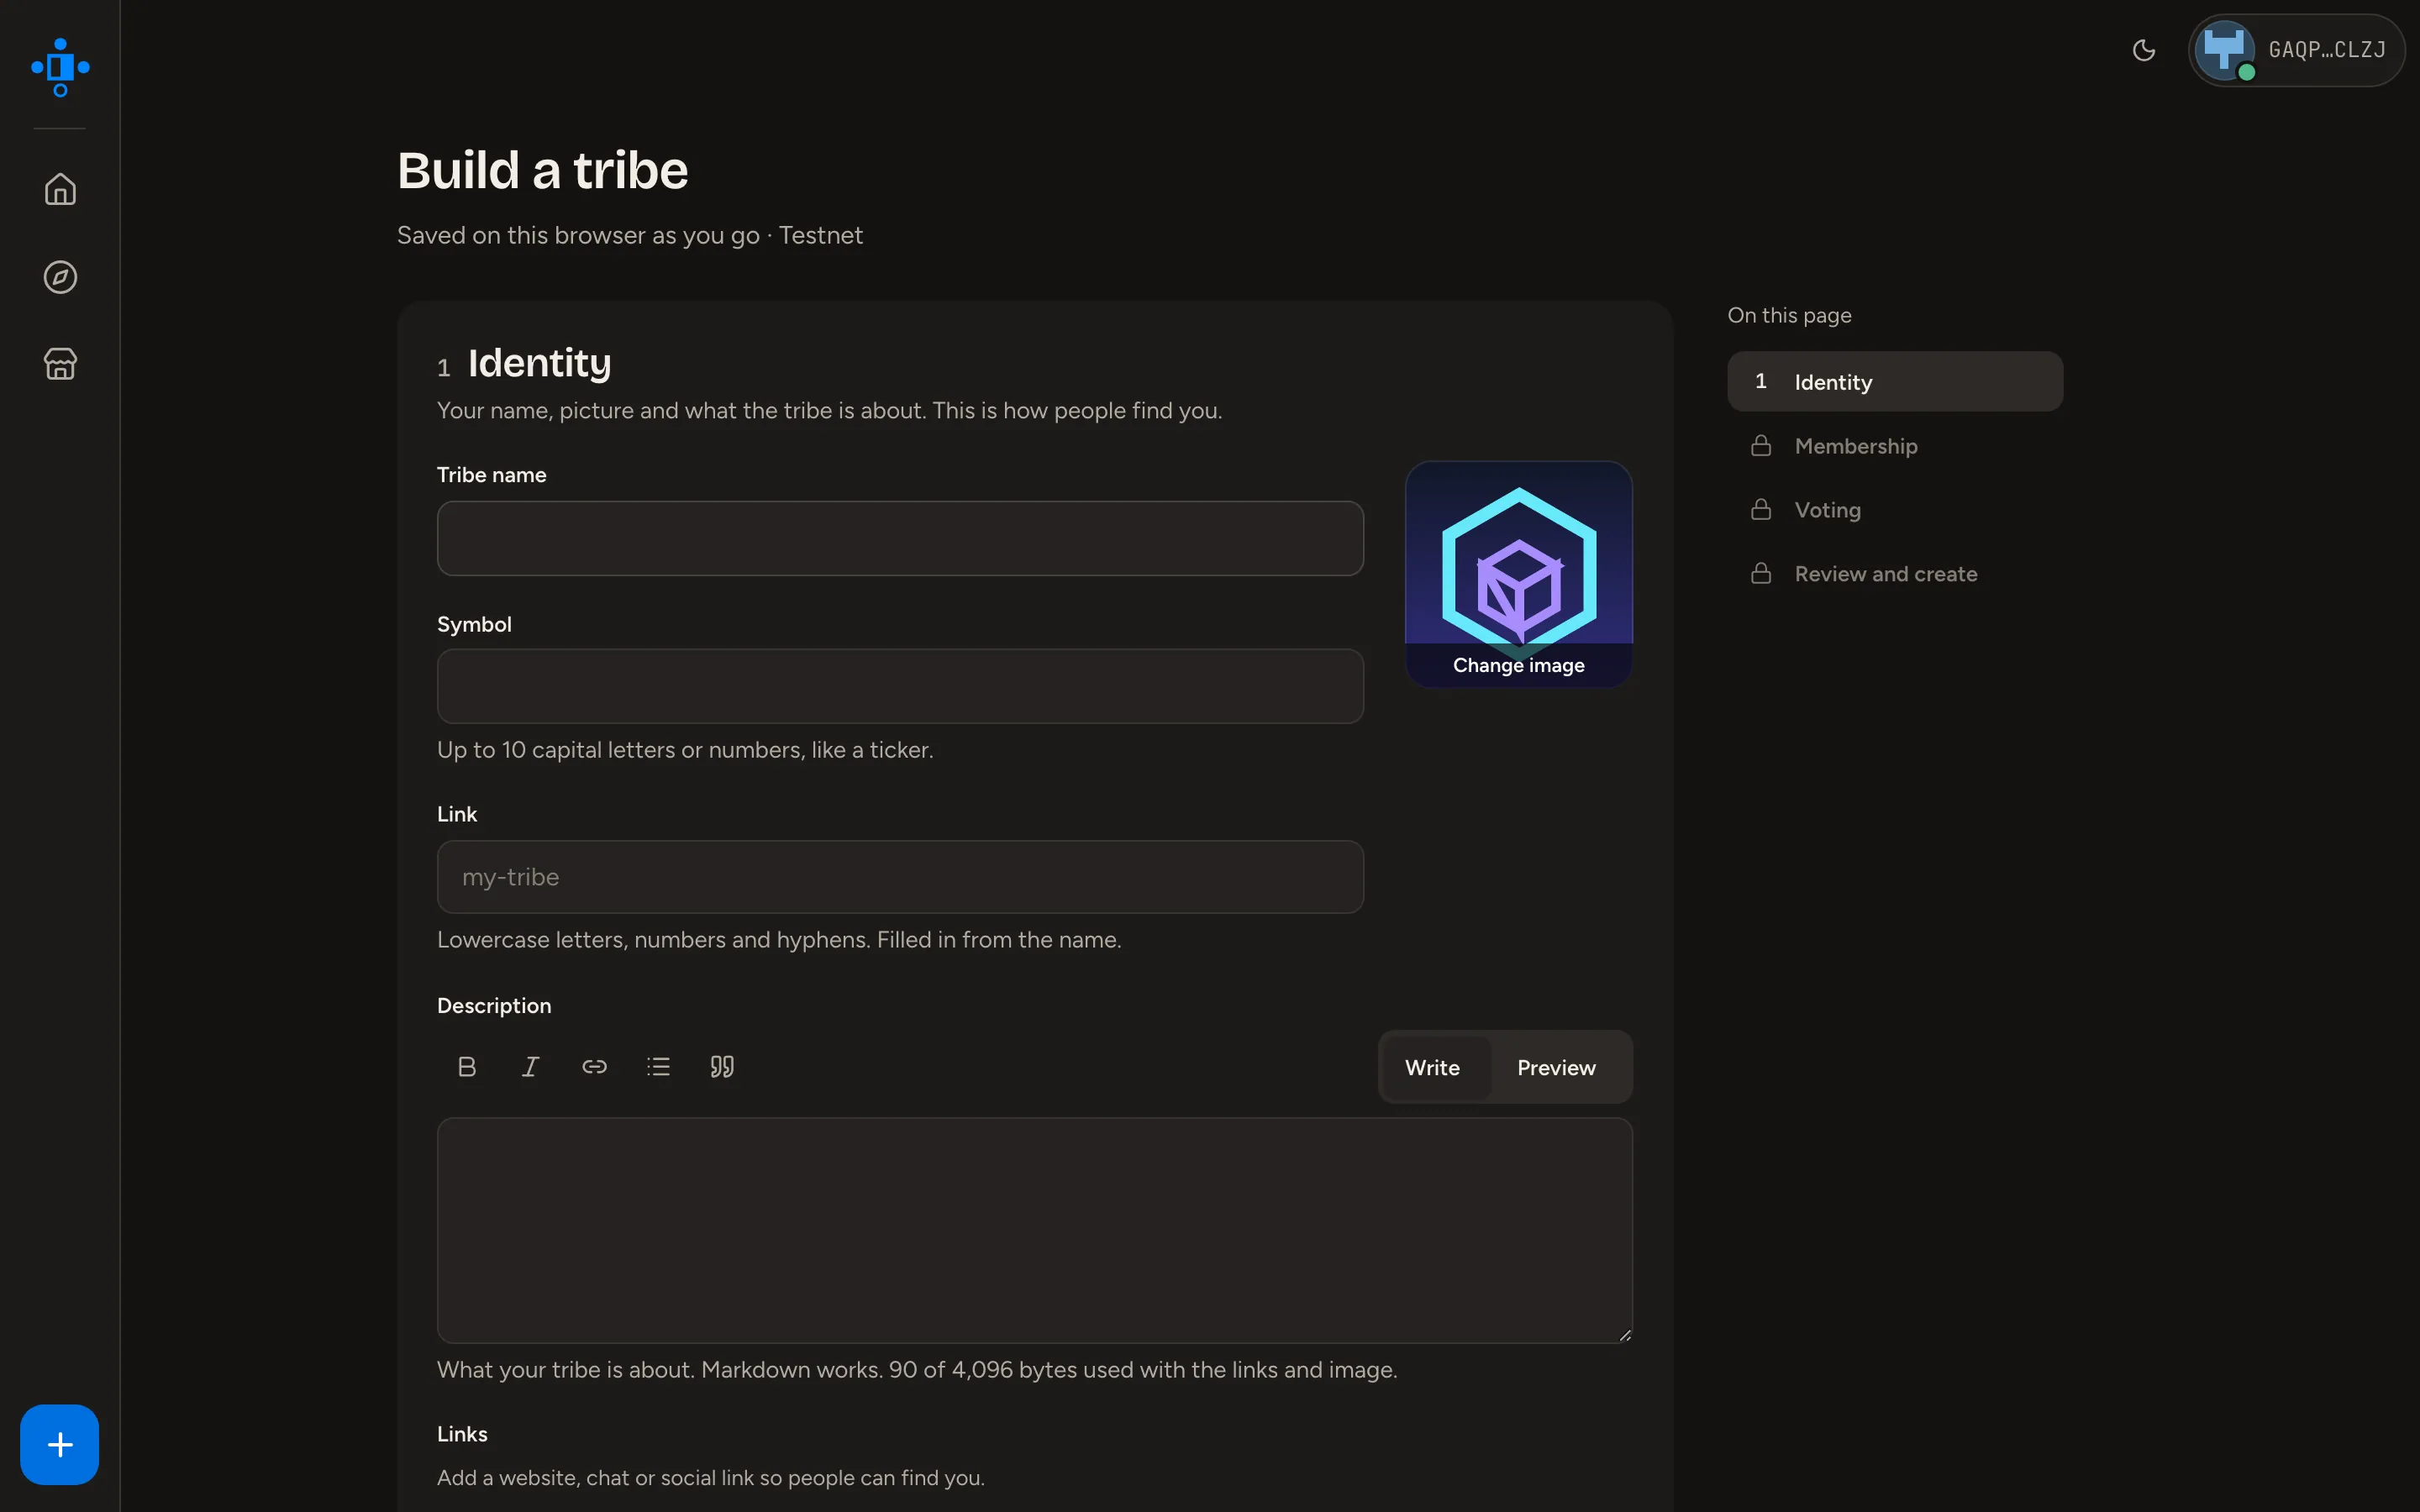 GAQP…CLZJ
Build a tribe
Saved on this browser as you go · Testnet
1 Identity
Your name, picture and what the tribe is about. This is how people find you.
Tribe name
Change image
Symbol
Up to 10 capital letters or numbers, like a ticker.
Link
my-tribe
Lowercase letters, numbers and hyphens. Filled in from the name.
Description
Write
Preview
What your tribe is about. Markdown works. 90 of 4,096 bytes used with the links and image.
Links
Add a website, chat or social link so people can find you.
On this page
1 Identity
Membership
Voting
Review and create